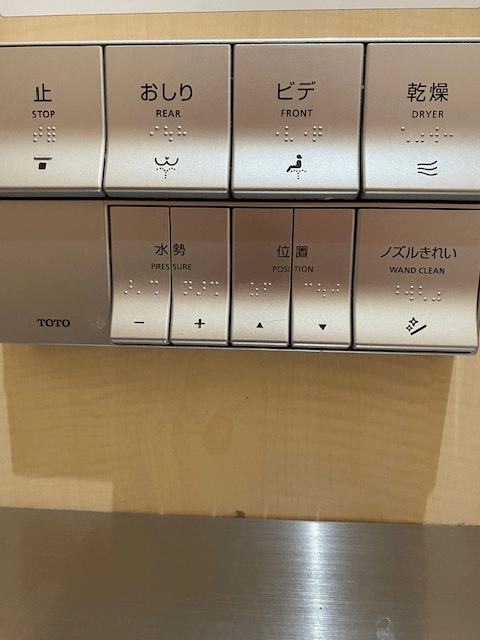 止 おしり ビデ 乾燥
STOP REAR FRONT DRYER
水勢 位置 ノズルきれい
PRESSURE POSITION WAND CLEAN
TOTO − + ▲ ▼